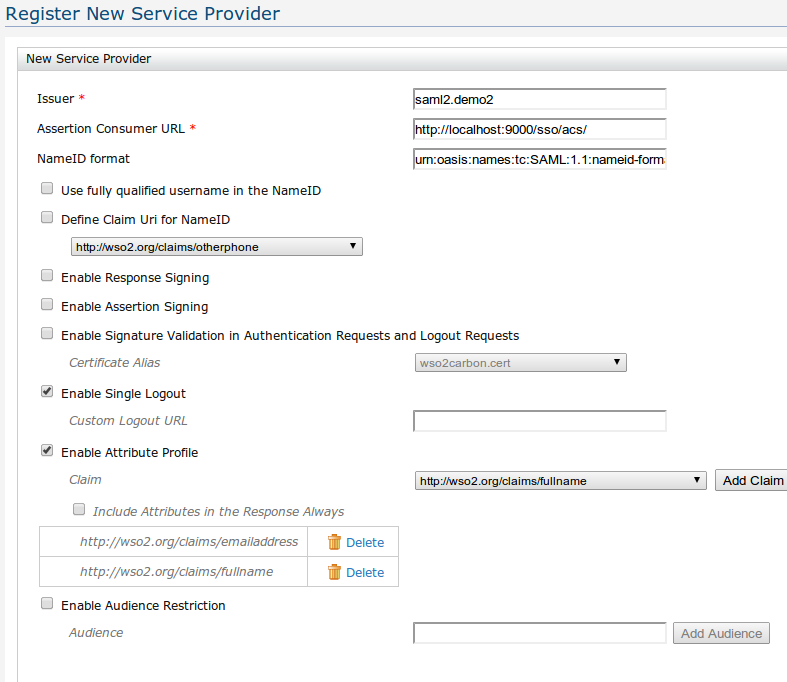 Register New Service Provider
New Service Provider
Issuer * saml2.demo2
Assertion Consumer URL * http://localhost:9000/sso/acs/
NameID format urn:oasis:names:tc:SAML:1.1:nameid-form
Use fully qualified username in the NameID
Define Claim Uri for NameID
http://wso2.org/claims/otherphone
Enable Response Signing
Enable Assertion Signing
Enable Signature Validation in Authentication Requests and Logout Requests
Certificate Alias wso2carbon.cert
Enable Single Logout
Custom Logout URL
Enable Attribute Profile
Claim http://wso2.org/claims/fullname Add Claim
Include Attributes in the Response Always
http://wso2.org/claims/emailaddress Delete
http://wso2.org/claims/fullname Delete
Enable Audience Restriction
Audience Add Audience